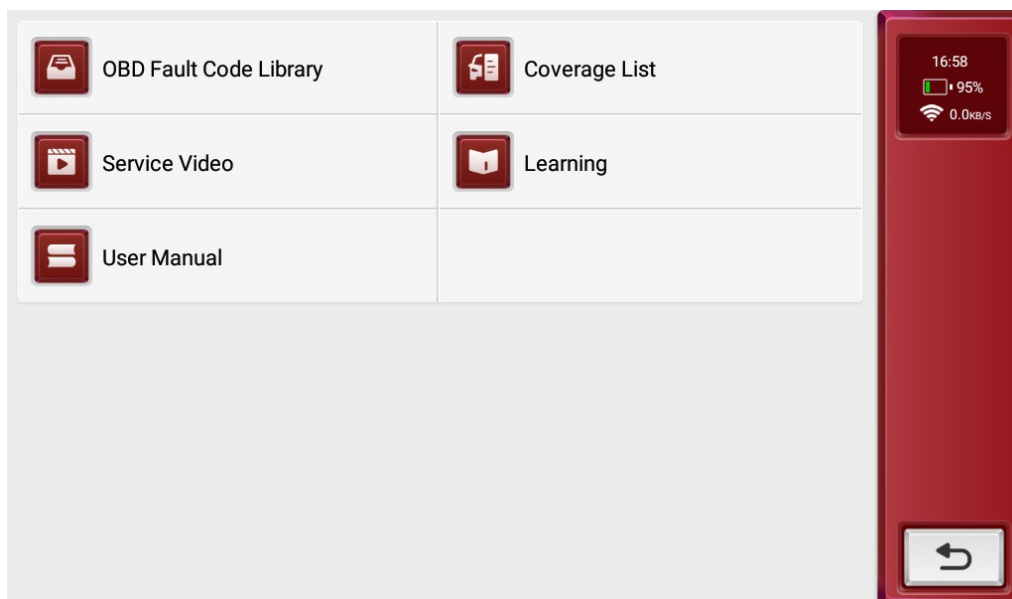 OBD Fault Code Library
Coverage List
Service Video
Learning
User Manual
16:58
95%
0.0KB/S